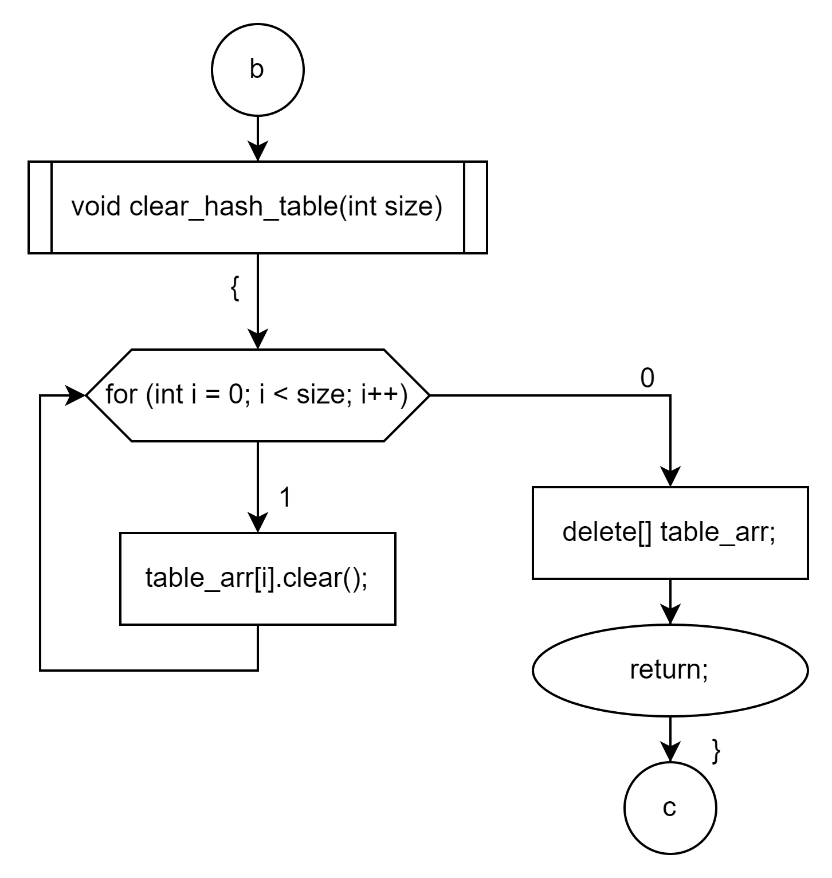 b
void clear_hash_table(int size)
{
for (int i = 0; i < size; i++)
0
1
table_arr[i].clear();
delete[] table_arr;
return;
}
c